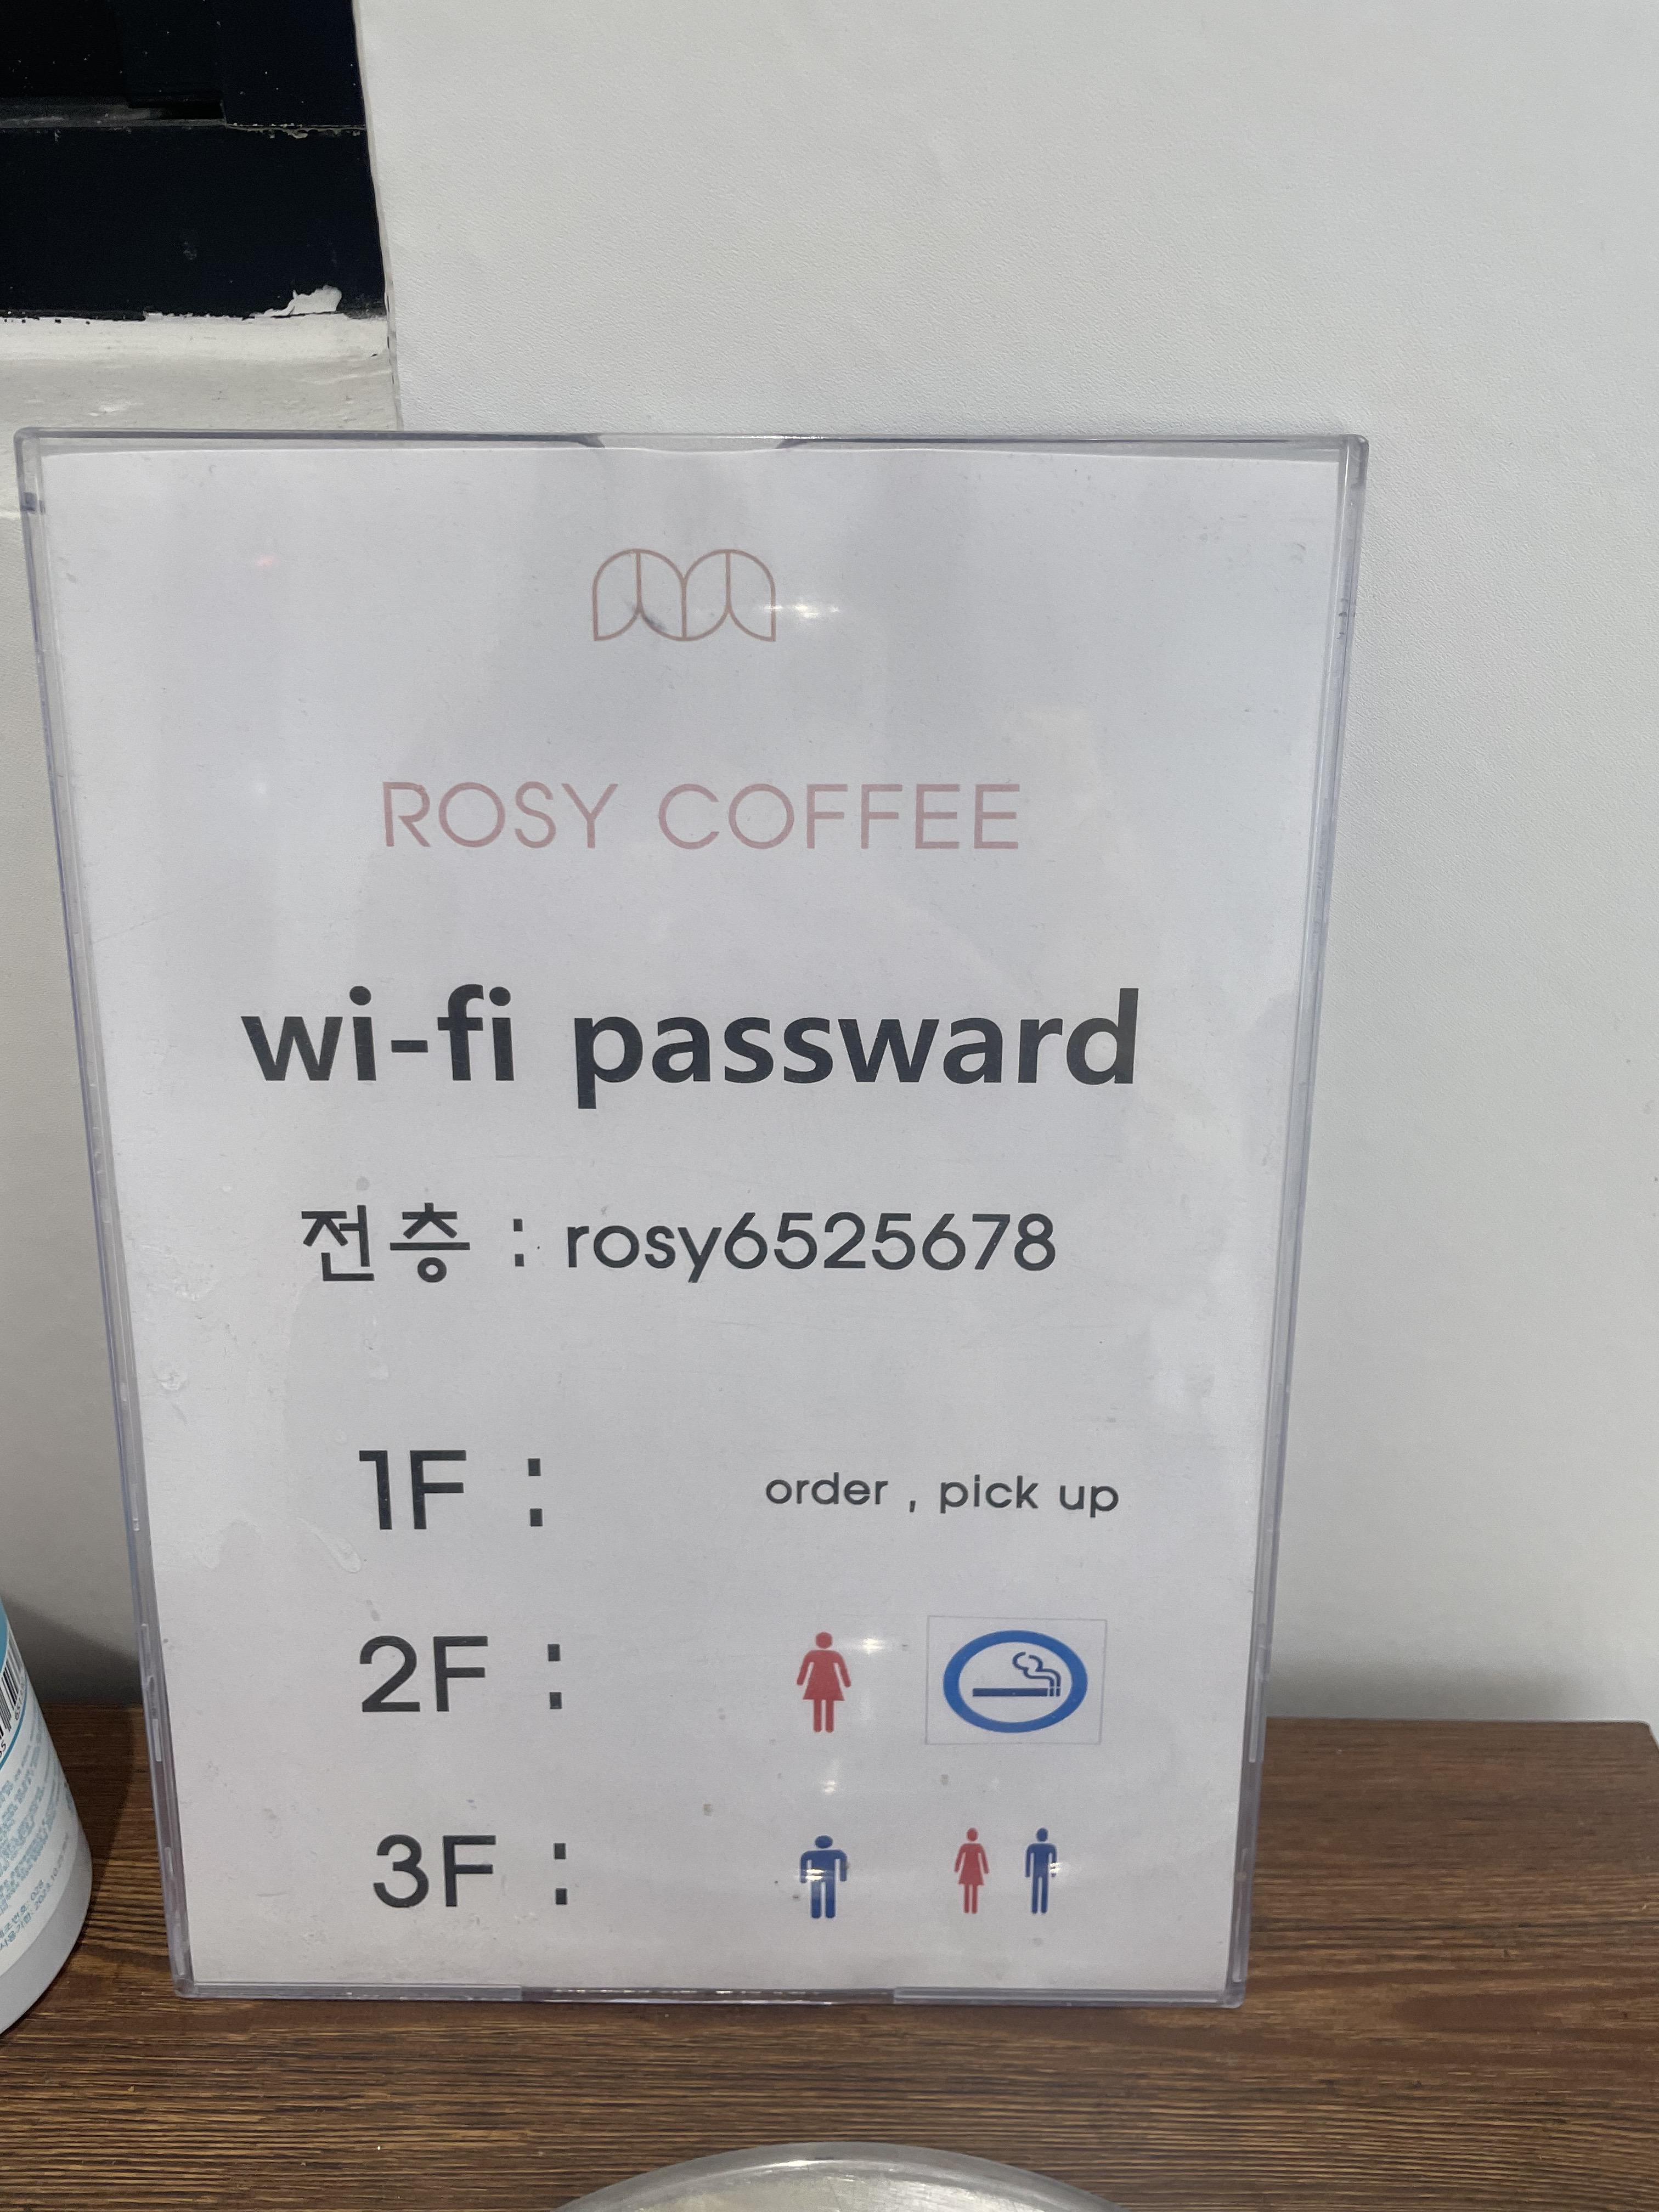 ROSY COFFEE
wi-fi passward
전층 : rosy6525678
1F : order , pick up
2F :
3F :